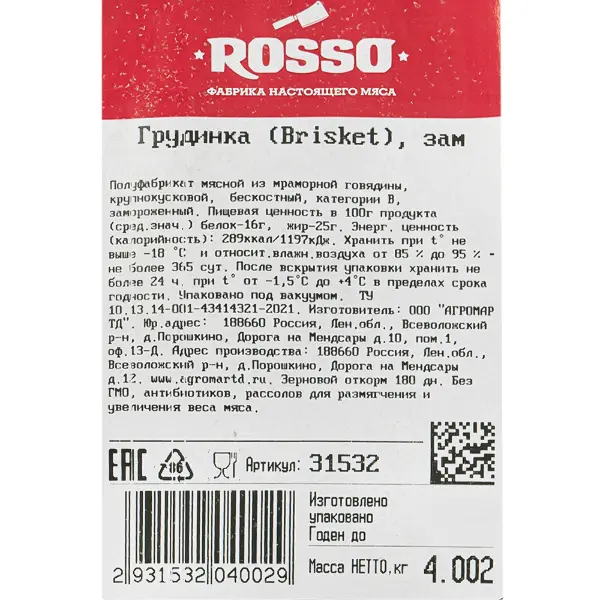 ROSSO
ФАБРИКА НАСТОЯЩЕГО МЯСА
Грудинка (Brisket), зам
Полуфабрикат мясной из мраморной говядины,
крупнокусковой, бескостный, категории В,
замороженный. Пищевая ценность в 100г продукта
(сред.знач.) белок-16г, жир-25г. Энерг. ценность
(калорийность): 289ккал/1197кДж. Хранить при t° не
выше -18 °C и относит.влажн.воздуха от 85 % до 95 % -
не более 365 сут. После вскрытия упаковки хранить не
более 24 ч. при t° от -1,5°C до +4°C в пределах срока
годности. Упаковано под вакуумом. ТУ
10.13.14-001-43414321-2021. Изготовитель: ООО "АГРОМАР
ТД". Юр.адрес: 188660 Россия, Лен.обл., Всеволожский
р-н, д.Порошкино, Дорога на Мендсары д.10, пом.1,
оф.13-Д. Адрес производства: 188660 Россия, Лен.обл.,
Всеволожский р-н, д.Порошкино, Дорога на Мендсары
д.12. www.agromartd.ru. Зерновой откорм 180 дн. Без
ГМО, антибиотиков, рассолов для размягчения и
увеличения веса мяса.
EAC 86 Артикул: 31532
Изготовлено
упаковано
Годен до
Масса НЕТТО,кг 4.002
2 931532 040029